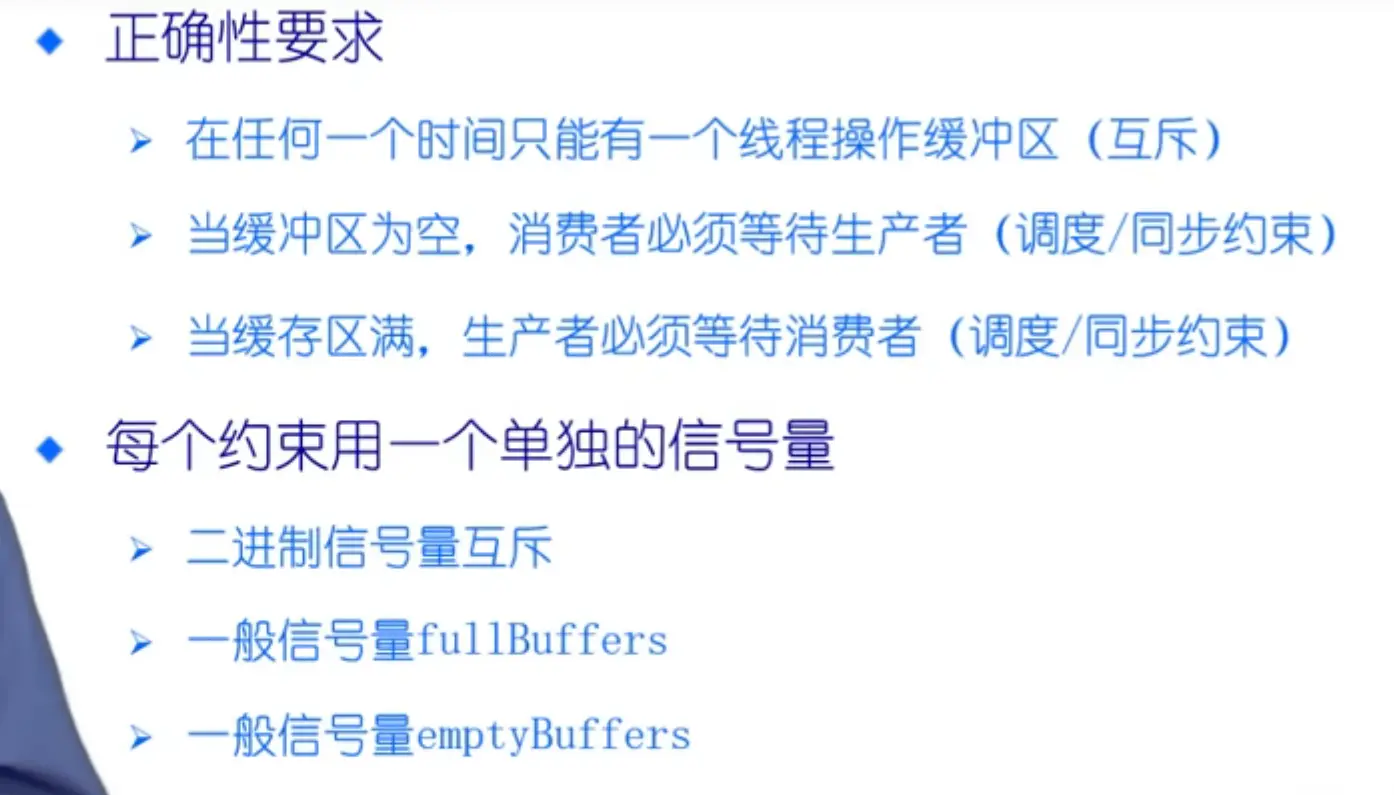 正确性要求
在任何一个时间只能有一个线程操作缓冲区（互斥）
当缓冲区为空，消费者必须等待生产者（调度/同步约束）
当缓存区满，生产者必须等待消费者（调度/同步约束）
每个约束用一个单独的信号量
二进制信号量互斥
一般信号量fullBuffers
一般信号量emptyBuffers